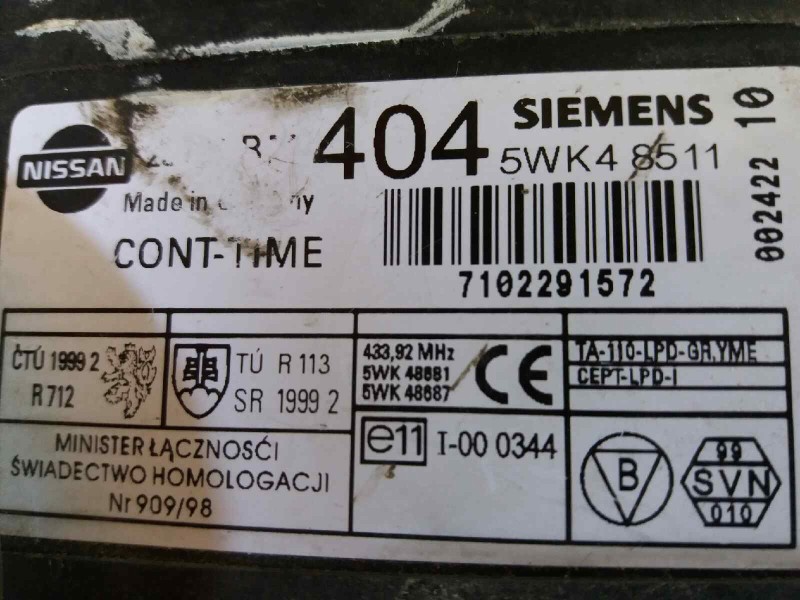 NISSAN
404
SIEMENS
5WK4 8511
Made in
CONT-TIME
7102291572
002422 10
ČTÚ 1999 2
R 712
TÚ R 113
SR 1999 2
433,92 MHz
5WK 48681
5WK 48687
CE
TA-110-LPD-GR,YME
CEPT-LPD-I
MINISTER ŁĄCZNOSĆI
ŚWIADECTWO HOMOLOGACJI
Nr 909/98
e11 I-00 0344
B
99
SVN
010